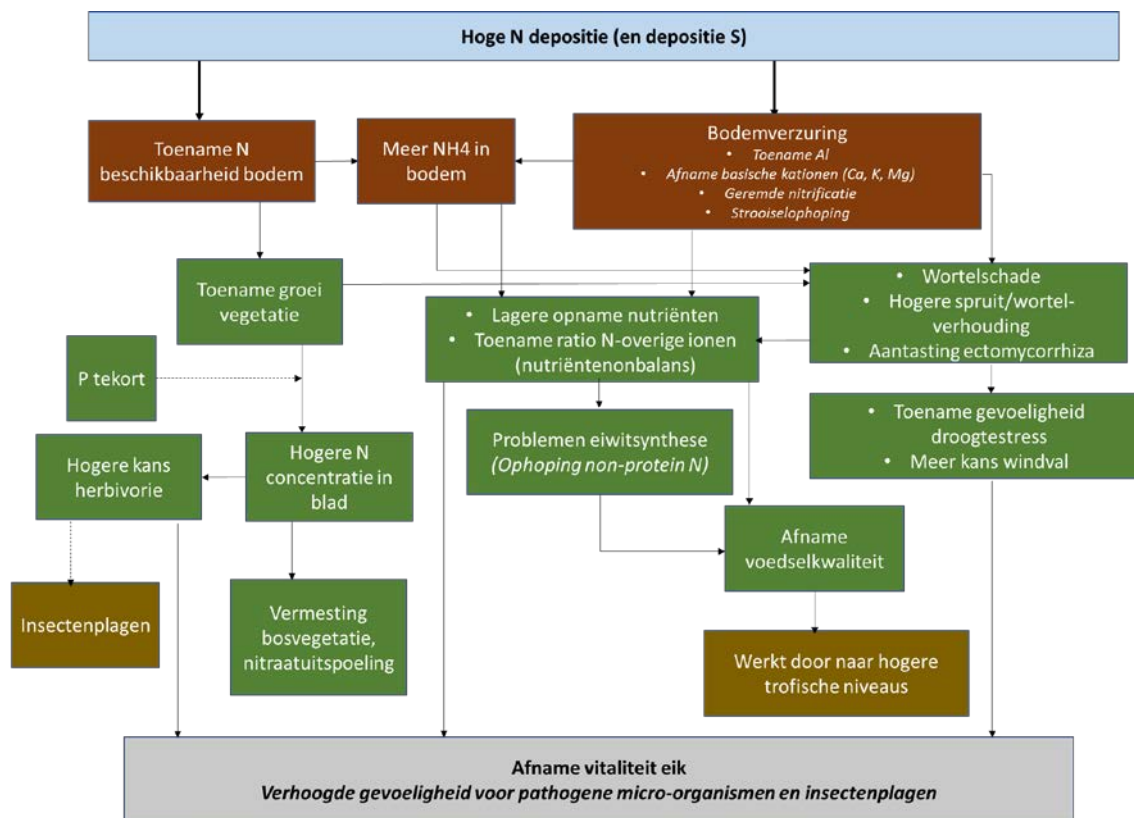 Hoge N depositie (en depositie S)
Toename N
beschikbaarheid bodem
Meer NH4 in
bodem
Bodemverzuring
• Toename Al
• Afname basische kationen (Ca, K, Mg)
• Geremde nitrificatie
• Strooiselophoping
Toename groei
vegetatie
• Lagere opname nutriënten
• Toename ratio N-overige ionen
(nutriëntenonbalans)
• Wortelschade
• Hogere spruit/wortel-
verhouding
• Aantasting ectomycorrhiza
P tekort
Hogere kans
herbivorie
Hogere N
concentratie in
blad
Problemen eiwitsynthese
(Ophoping non-protein N)
• Toename gevoeligheid
droogtestress
• Meer kans windval
Afname
voedselkwaliteit
Insectenplagen
Vermesting
bosvegetatie,
nitraatuitspoeling
Werkt door naar hogere
trofische niveaus
Afname vitaliteit eik
Verhoogde gevoeligheid voor pathogene micro-organismen en insectenplagen